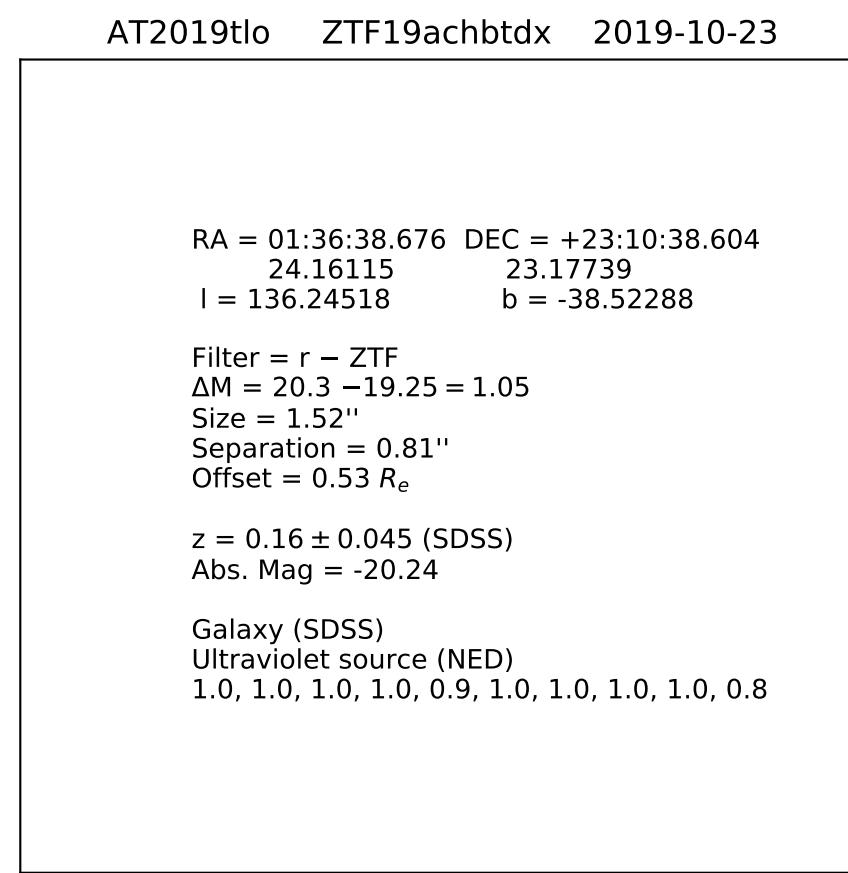 AT2019tlo ZTF19achbtdx 2019-10-23
RA = 01:36:38.676 DEC = +23:10:38.604
24.16115 23.17739
l = 136.24518 b = -38.52288
Filter = r − ZTF
ΔM = 20.3 −19.25 = 1.05
Size = 1.52''
Separation = 0.81''
Offset = 0.53 Rₑ
z = 0.16 ± 0.045 (SDSS)
Abs. Mag = -20.24
Galaxy (SDSS)
Ultraviolet source (NED)
1.0, 1.0, 1.0, 1.0, 0.9, 1.0, 1.0, 1.0, 1.0, 0.8